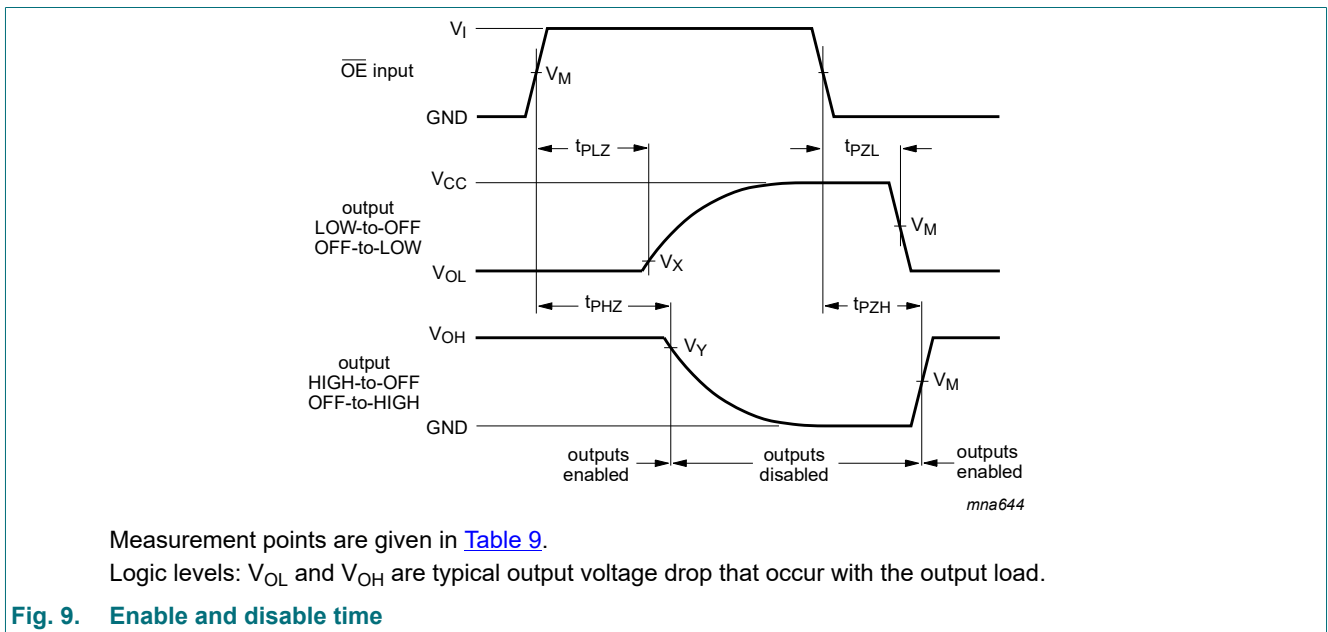 V_I
O̅E̅ input
V_M
GND
t_PLZ
t_PZL
V_CC
output
LOW-to-OFF
OFF-to-LOW
V_M
V_X
V_OL
t_PHZ
t_PZH
V_OH
V_Y
output
HIGH-to-OFF
OFF-to-HIGH
V_M
GND
outputs
enabled
outputs
disabled
outputs
enabled
mna644
Measurement points are given in Table 9.
Logic levels: V_OL and V_OH are typical output voltage drop that occur with the output load.
Fig. 9. Enable and disable time